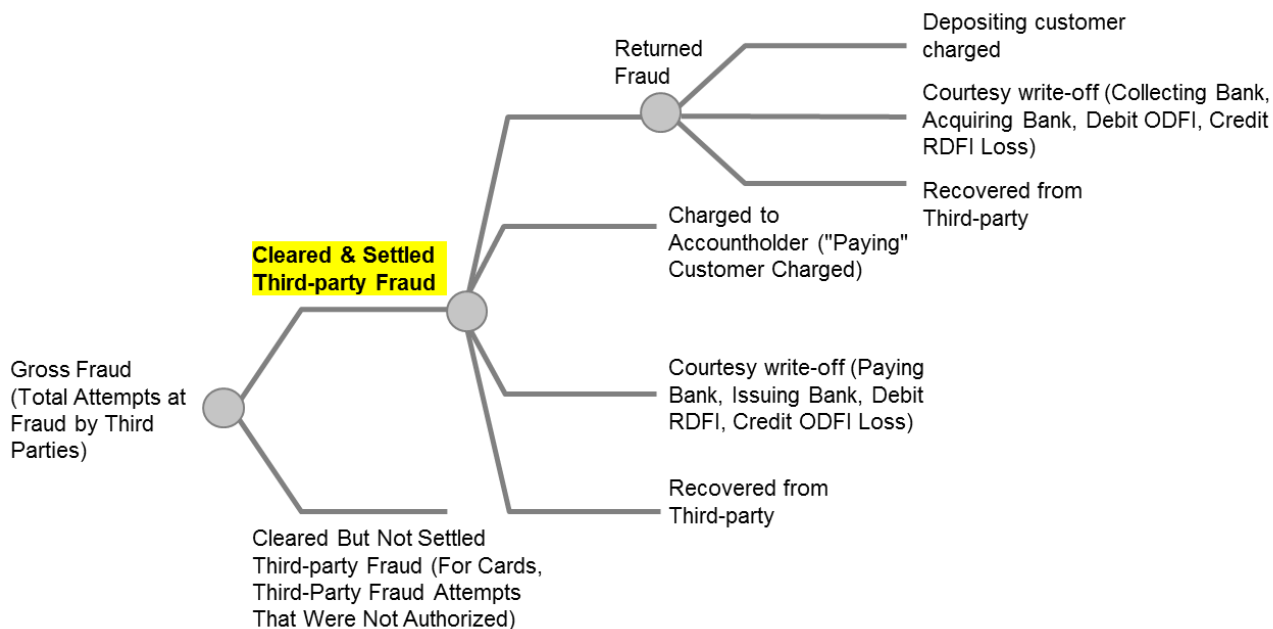 Depositing customer
charged
Returned
Fraud
Courtesy write-off (Collecting Bank,
Acquiring Bank, Debit ODFI, Credit
RDFI Loss)
Recovered from
Third-party
Charged to
Accountholder ("Paying"
Customer Charged)
Cleared & Settled
Third-party Fraud
Gross Fraud
(Total Attempts at
Fraud by Third
Parties)
Courtesy write-off (Paying
Bank, Issuing Bank, Debit
RDFI, Credit ODFI Loss)
Recovered from
Third-party
Cleared But Not Settled
Third-party Fraud (For Cards,
Third-Party Fraud Attempts
That Were Not Authorized)